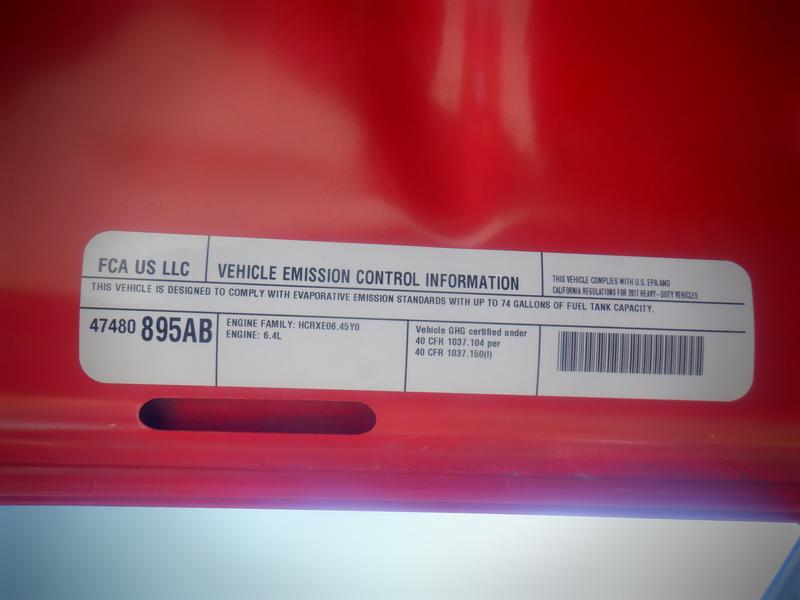 FCA US LLC
VEHICLE EMISSION CONTROL INFORMATION
THIS VEHICLE COMPLIES WITH U.S. EPA AND
CALIFORNIA REGULATIONS FOR 2017 HEAVY-DUTY VEHICLES
THIS VEHICLE IS DESIGNED TO COMPLY WITH EVAPORATIVE EMISSION STANDARDS WITH UP TO 74 GALLONS OF FUEL TANK CAPACITY.
47480 895AB
ENGINE FAMILY: HCRXE06.45Y0
ENGINE: 6.4L
Vehicle GHG certified under
40 CFR 1037.104 per
40 CFR 1037.150(l)